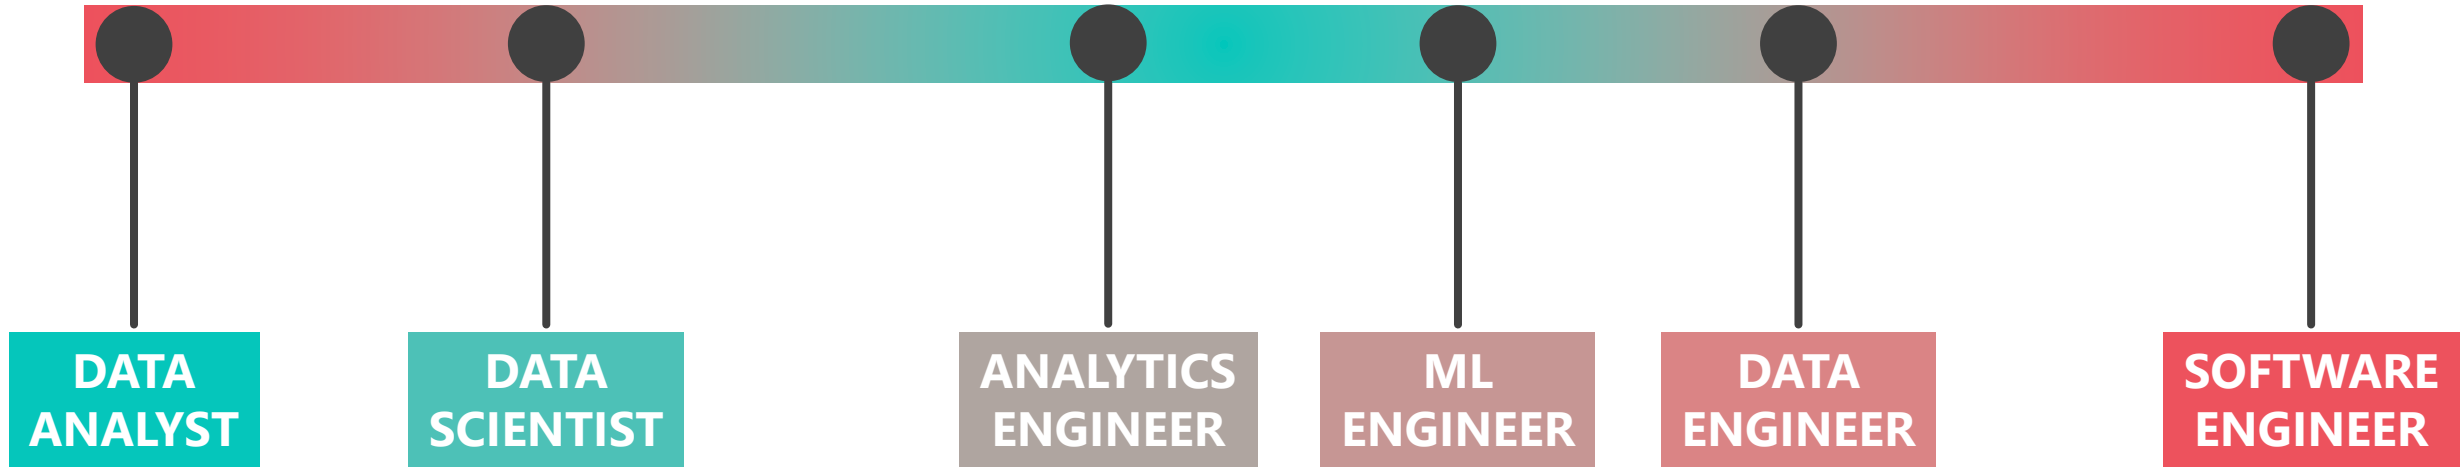 DATA
ANALYST
DATA
SCIENTIST
ANALYTICS
ENGINEER
ML
ENGINEER
DATA
ENGINEER
SOFTWARE
ENGINEER